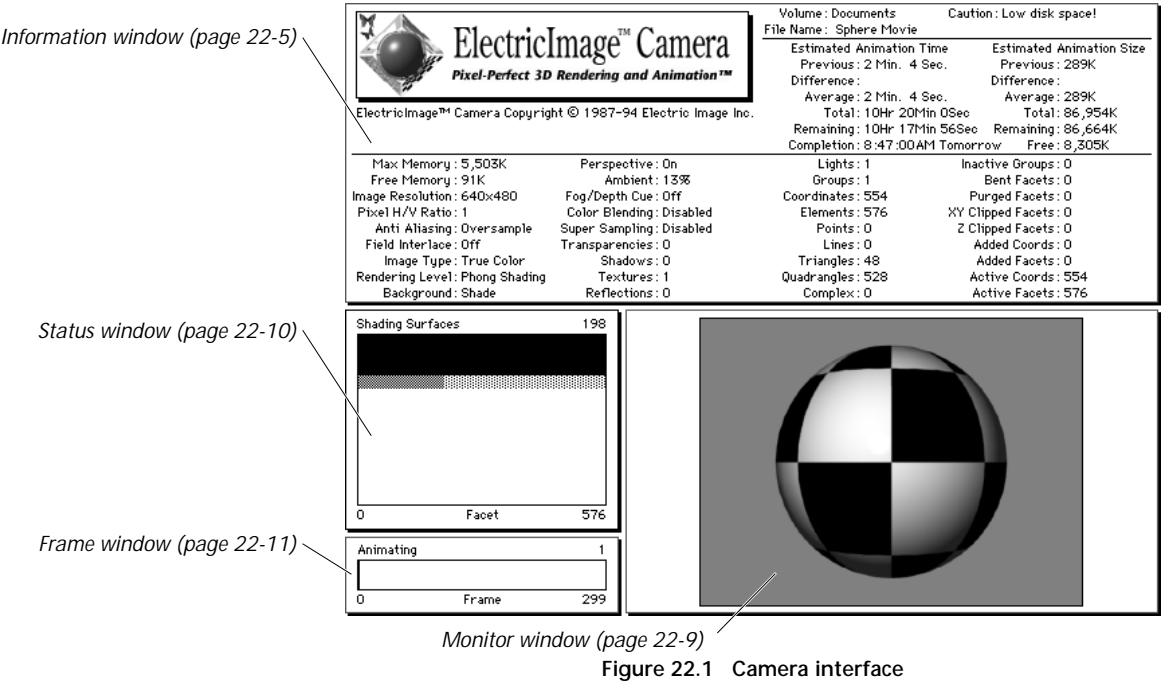 Information window (page 22-5)
ElectricImage™ Camera
Pixel-Perfect 3D Rendering and Animation™
ElectricImage™ Camera Copyright © 1987-94 Electric Image Inc.
Volume: Documents Caution: Low disk space!
File Name: Sphere Movie
Estimated Animation Time Estimated Animation Size
Previous: 2 Min. 4 Sec. Previous: 289K
Difference: Difference:
Average: 2 Min. 4 Sec. Average: 289K
Total: 10Hr 20Min 0Sec Total: 86,954K
Remaining: 10Hr 17Min 56Sec Remaining: 86,664K
Completion: 8:47:00AM Tomorrow Free: 8,305K
Max Memory: 5,503K Perspective: On Lights: 1 Inactive Groups: 0
Free Memory: 91K Ambient: 13% Groups: 1 Bent Facets: 0
Image Resolution: 640x480 Fog/Depth Cue: Off Coordinates: 554 Purged Facets: 0
Pixel H/V Ratio: 1 Color Blending: Disabled Elements: 576 XY Clipped Facets: 0
Anti Aliasing: Oversample Super Sampling: Disabled Points: 0 Z Clipped Facets: 0
Field Interlace: Off Transparencies: 0 Lines: 0 Added Coords: 0
Image Type: True Color Shadows: 0 Triangles: 48 Added Facets: 0
Rendering Level: Phong Shading Textures: 1 Quadrangles: 528 Active Coords: 554
Background: Shade Reflections: 0 Complex: 0 Active Facets: 576
Status window (page 22-10)
Shading Surfaces 198
0 Facet 576
Frame window (page 22-11)
Animating 1
0 Frame 299
Monitor window (page 22-9)
Figure 22.1 Camera interface